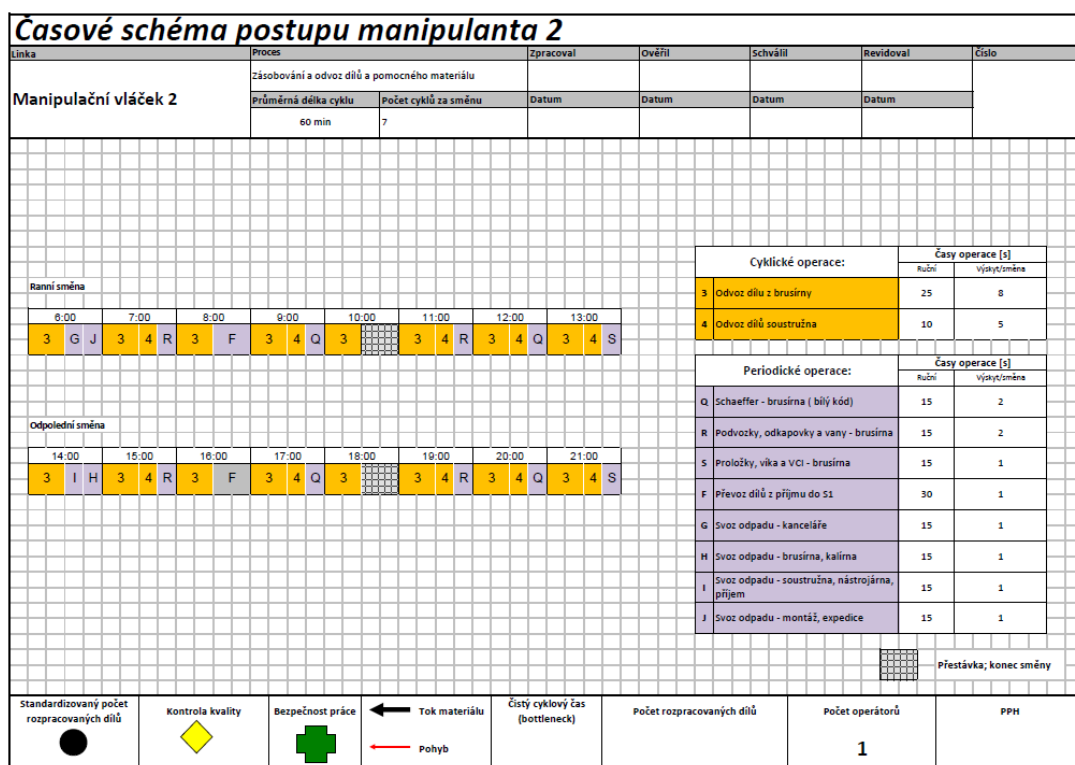 Časové schéma postupu manipulanta 2
Linka Proces Zpracoval Ověřil Schválil Revidoval Číslo
Zásobování a odvoz dílů a pomocného materiálu
Manipulační vláček 2
Průměrná délka cyklu Počet cyklů za směnu Datum Datum Datum Datum
60 min 7
Cyklické operace: Časy operace [s]
Ruční Výskyt/směna
3 Odvoz dílu z brusírny 25 8
4 Odvoz dílů soustružna 10 5
Ranní směna
6:00 7:00 8:00 9:00 10:00 11:00 12:00 13:00
3 G J 3 4 R 3 F 3 4 Q 3 3 4 R 3 4 Q 3 4 S
Periodické operace: Časy operace [s]
Ruční Výskyt/směna
Q Schaeffer - brusírna ( bílý kód) 15 2
R Podvozky, odkapovky a vany - brusírna 15 2
S Proložky, víka a VCI - brusírna 15 1
F Převoz dílů z příjmu do S1 30 1
G Svoz odpadu - kanceláře 15 1
H Svoz odpadu - brusírna, kalírna 15 1
I Svoz odpadu - soustružna, nástrojárna,
příjem 15 1
J Svoz odpadu - montáž, expedice 15 1
Odpolední směna
14:00 15:00 16:00 17:00 18:00 19:00 20:00 21:00
3 I H 3 4 R 3 F 3 4 Q 3 3 4 R 3 4 Q 3 4 S
Přestávka; konec směny
Standardizovaný počet
rozpracovaných dílů
Kontrola kvality
Bezpečnost práce
Tok materiálu
Pohyb
Čistý cyklový čas
(bottleneck)
Počet rozpracovaných dílů
Počet operátorů
1
PPH